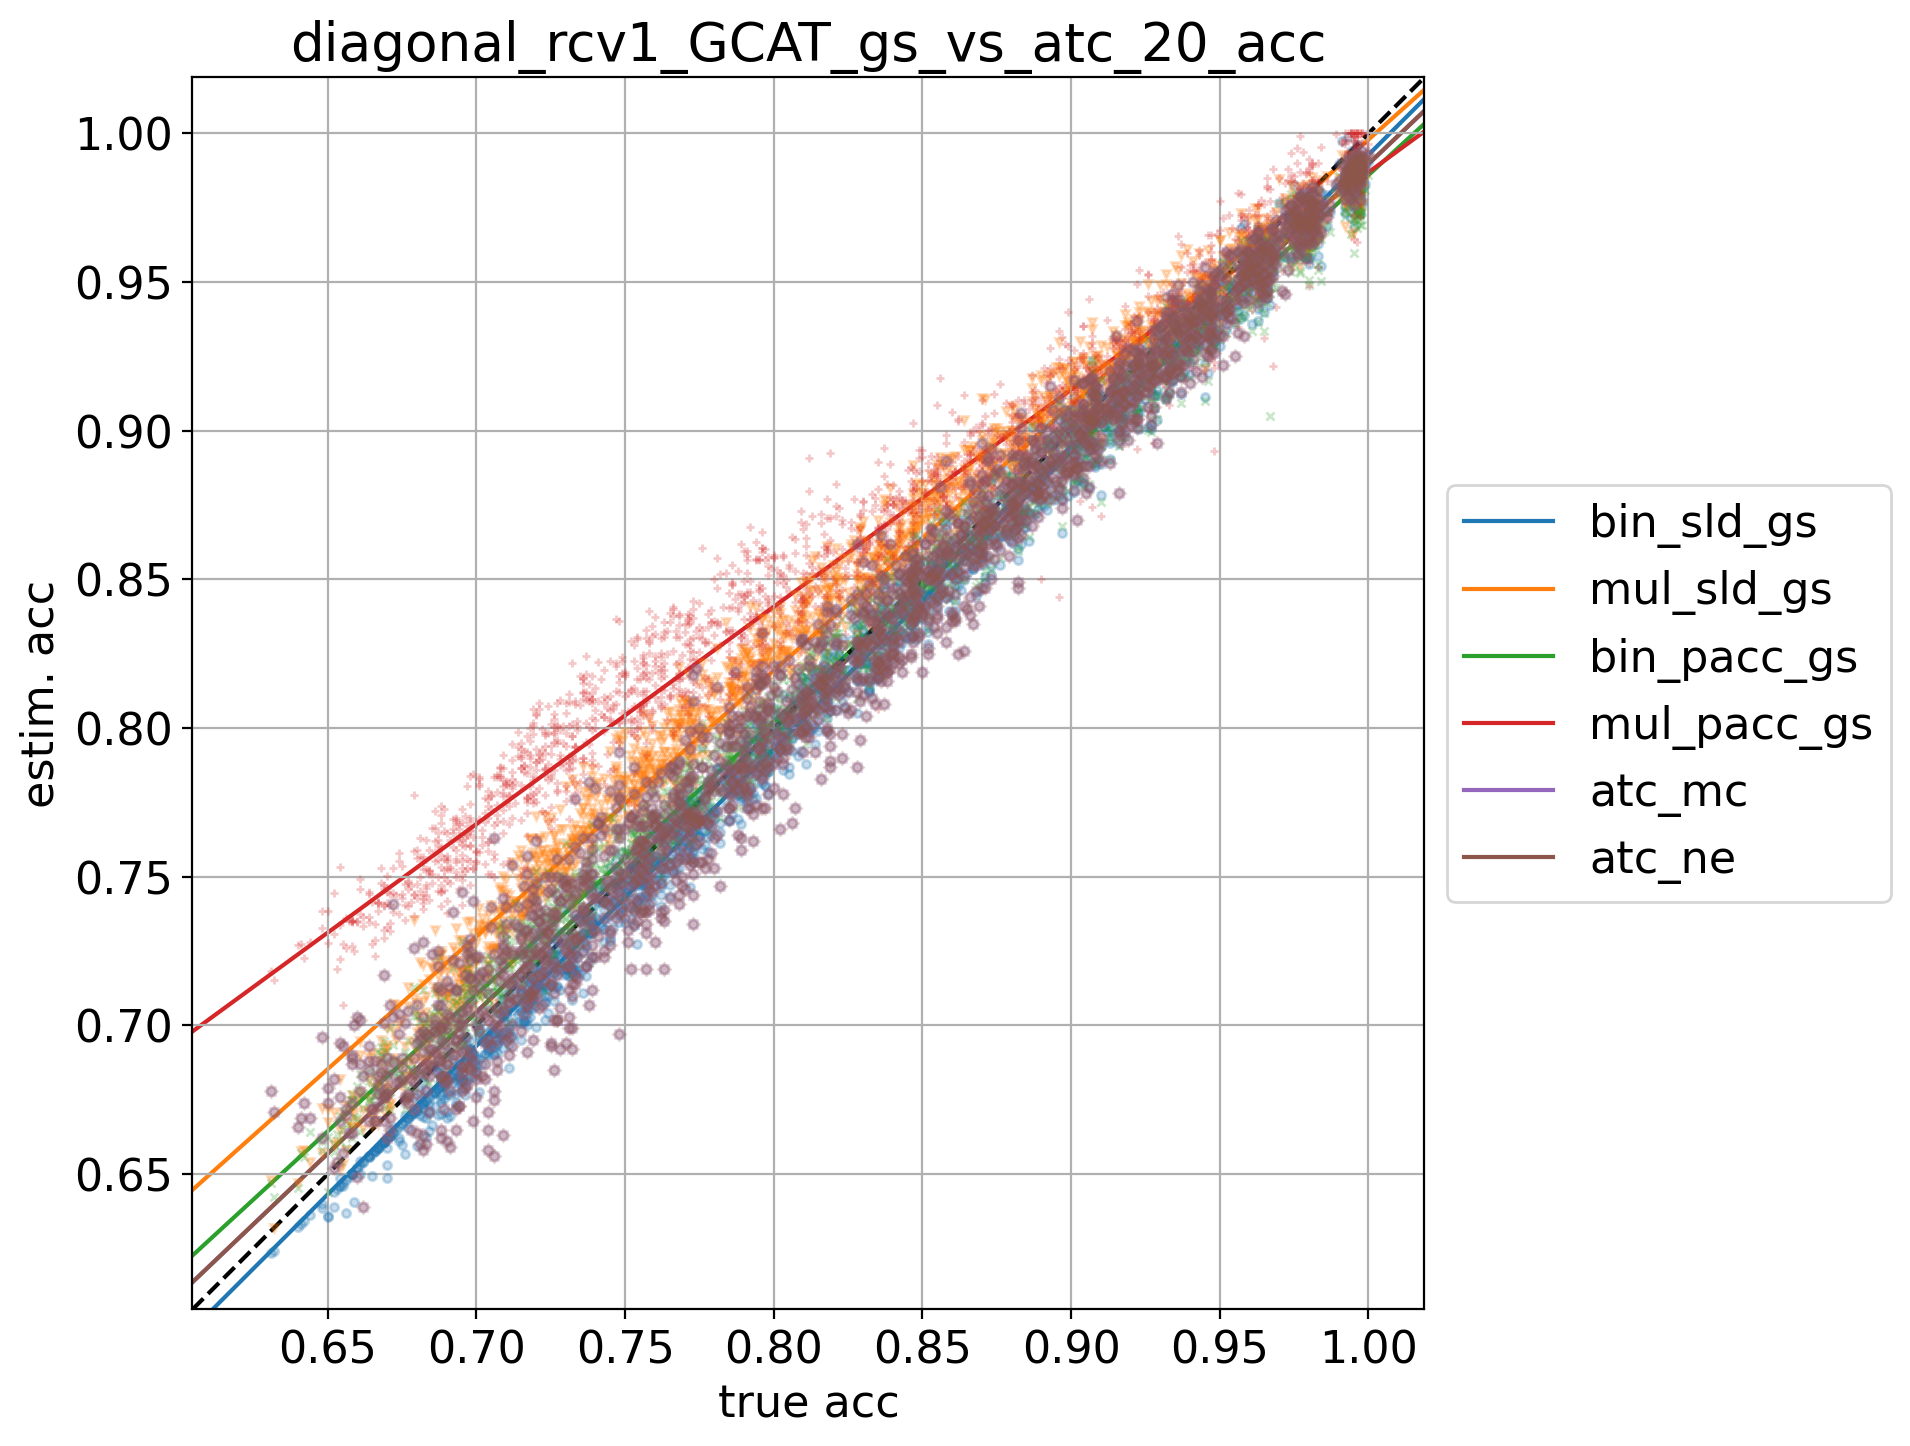 diagonal_rcv1_GCAT_gs_vs_atc_20_acc
1.00
0.95
0.90
0.85
0.80
0.75
0.70
0.65
estim. acc
0.65 0.70 0.75 0.80 0.85 0.90 0.95 1.00
true acc
bin_sld_gs
mul_sld_gs
bin_pacc_gs
mul_pacc_gs
atc_mc
atc_ne